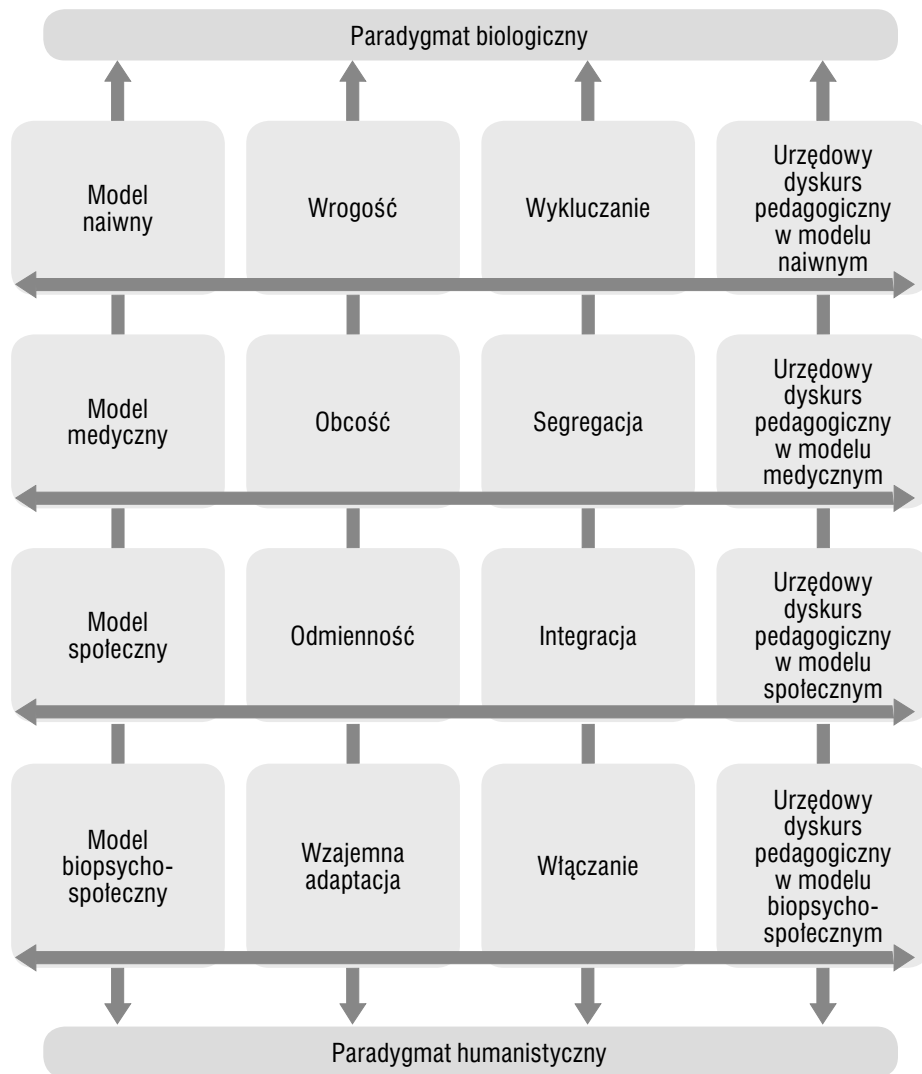 Paradygmat biologiczny
Model
naiwny
Wrogość
Wykluczanie
Urzędowy
dyskurs
pedagogiczny
w modelu
naiwnym
Model
medyczny
Obcość
Segregacja
Urzędowy
dyskurs
pedagogiczny
w modelu
medycznym
Model
społeczny
Odmienność
Integracja
Urzędowy
dyskurs
pedagogiczny
w modelu
społecznym
Model
biopsycho-
społeczny
Wzajemna
adaptacja
Włączanie
Urzędowy
dyskurs
pedagogiczny
w modelu
biopsycho-
społecznym
Paradygmat humanistyczny